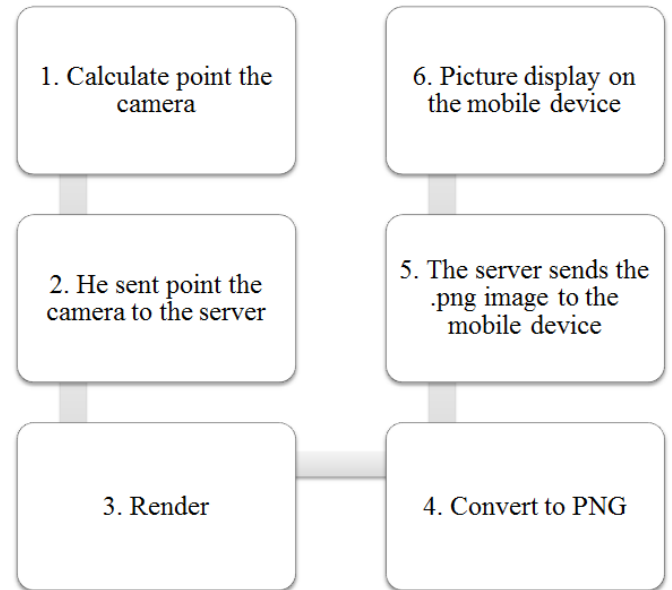 1. Calculate point the
camera
2. He sent point the
camera to the server
3. Render
4. Convert to PNG
5. The server sends the
.png image to the
mobile device
6. Picture display on
the mobile device